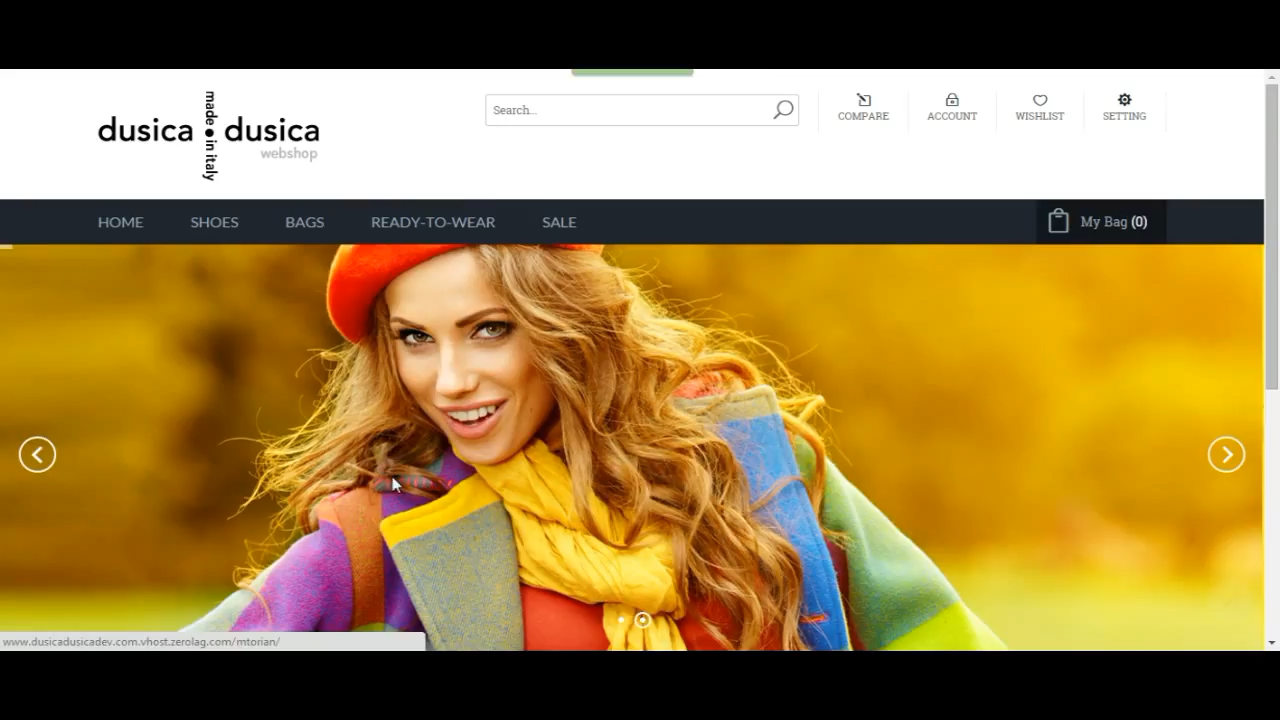 made in italy
dusica dusica
webshop
Search...
COMPARE
ACCOUNT
WISHLIST
SETTING
HOME
SHOES
BAGS
READY-TO-WEAR
SALE
My Bag (0)
www.dusicadusicadev.com.vhost.zerolag.com/mtorian/